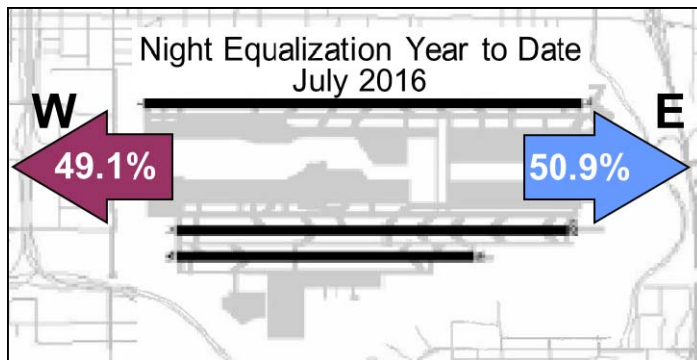 Night Equalization Year to Date
July 2016
W
E
49.1%
50.9%